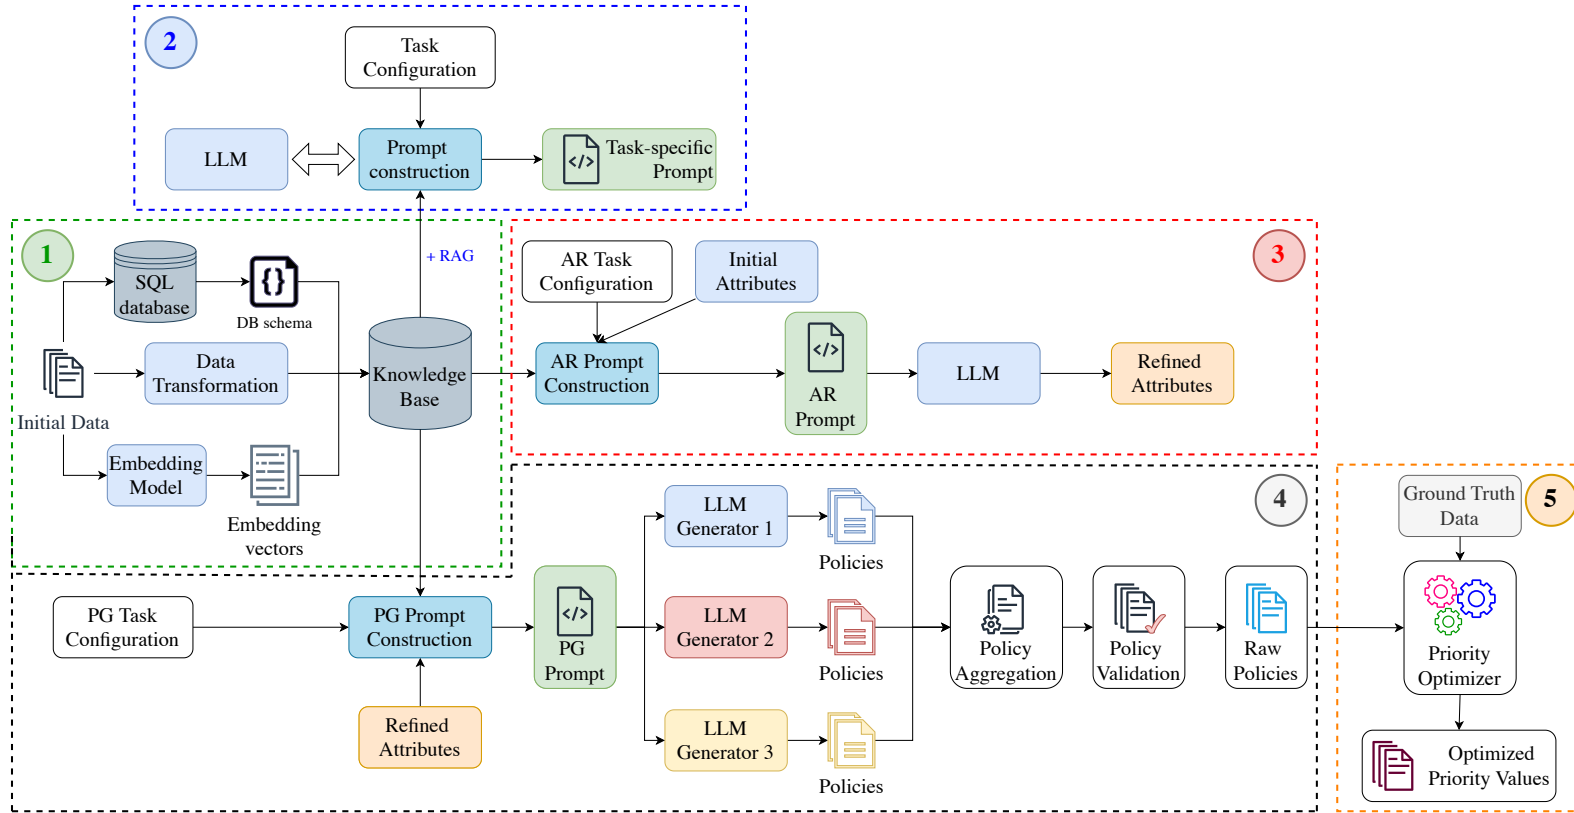 2
Task
Configuration
LLM
Prompt
construction
Task-specific
Prompt
+ RAG
1
SQL
database
DB schema
Data
Transformation
Initial Data
Embedding
Model
Embedding
vectors
Knowledge
Base
3
AR Task
Configuration
Initial
Attributes
AR Prompt
Construction
AR
Prompt
LLM
Refined
Attributes
4
PG Task
Configuration
PG Prompt
Construction
Refined
Attributes
PG
Prompt
LLM
Generator 1
Policies
LLM
Generator 2
Policies
LLM
Generator 3
Policies
Policy
Aggregation
Policy
Validation
Raw
Policies
5
Ground Truth
Data
Priority
Optimizer
Optimized
Priority Values